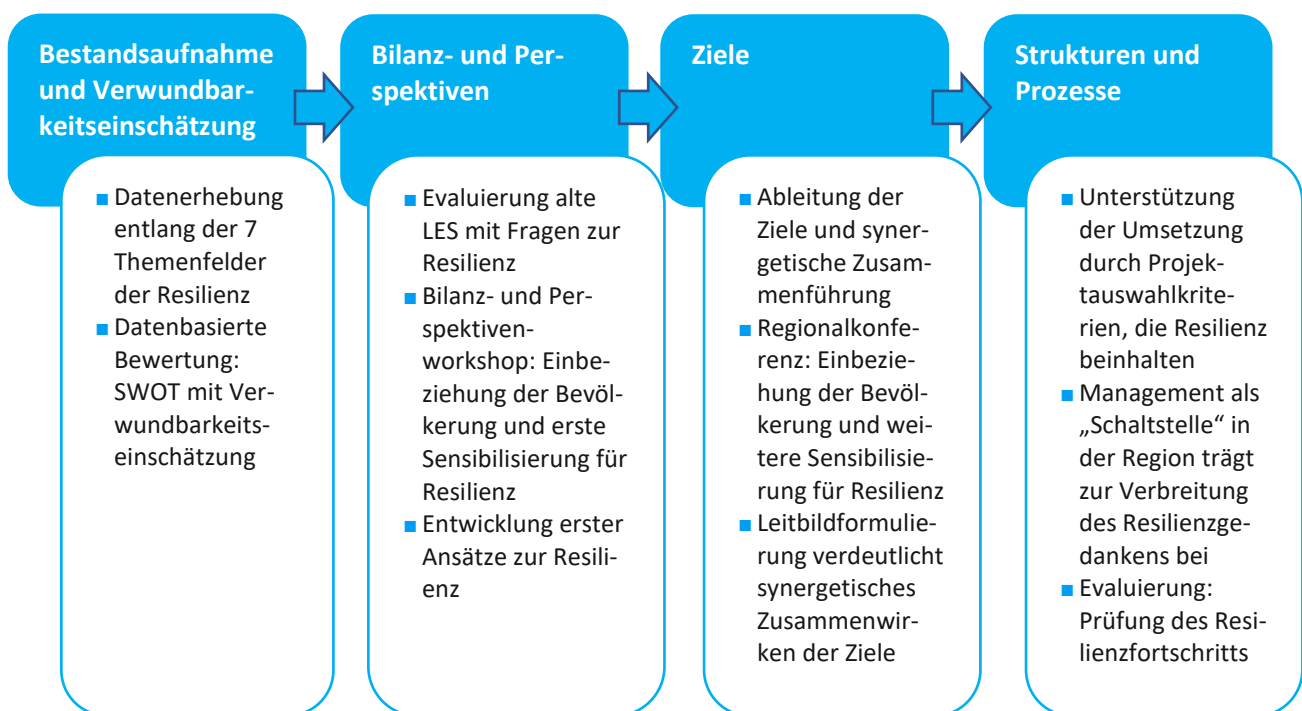 Bestandsaufnahme
und Verwundbar-
keitseinschätzung
■ Datenerhebung
entlang der 7
Themenfelder
der Resilienz
■ Datenbasierte
Bewertung:
SWOT mit Ver-
wundbarkeits-
einschätzung
Bilanz- und Per-
spektiven
■ Evaluierung alte
LES mit Fragen zur
Resilienz
■ Bilanz- und Per-
spektiven-
workshop: Einbe-
ziehung der Bevöl-
kerung und erste
Sensibilisierung für
Resilienz
■ Entwicklung erster
Ansätze zur Resili-
enz
Ziele
■ Ableitung der
Ziele und syner-
getische Zusam-
menführung
■ Regionalkonfe-
renz: Einbezie-
hung der Bevöl-
kerung und wei-
tere Sensibilisie-
rung für Resilienz
■ Leitbildformulie-
rung verdeutlicht
synergetisches
Zusammenwir-
ken der Ziele
Strukturen und
Prozesse
■ Unterstützung
der Umsetzung
durch Projek-
tauswahlkrite-
rien, die Resilienz
beinhalten
■ Management als
„Schaltstelle“ in
der Region trägt
zur Verbreitung
des Resilienzge-
dankens bei
■ Evaluierung:
Prüfung des Resi-
lienzfortschritts